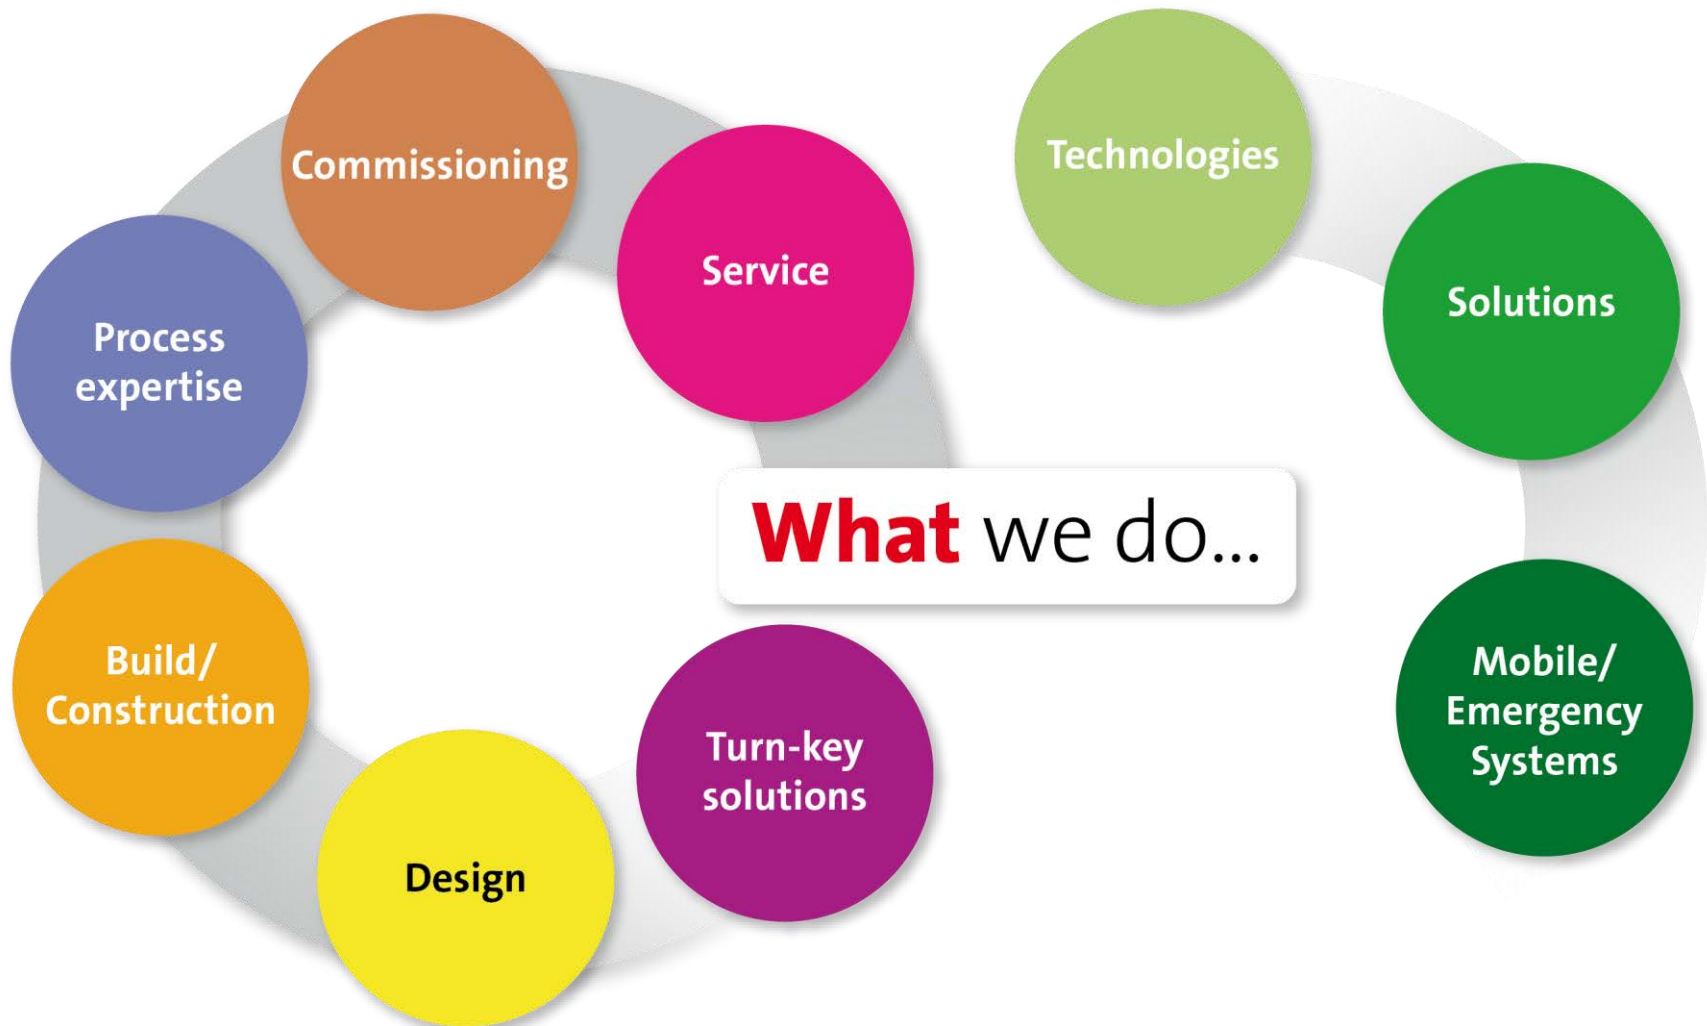 Commissioning
Service
Process
expertise
Build/
Construction
Design
Turn-key
solutions
What we do...
Technologies
Solutions
Mobile/
Emergency
Systems